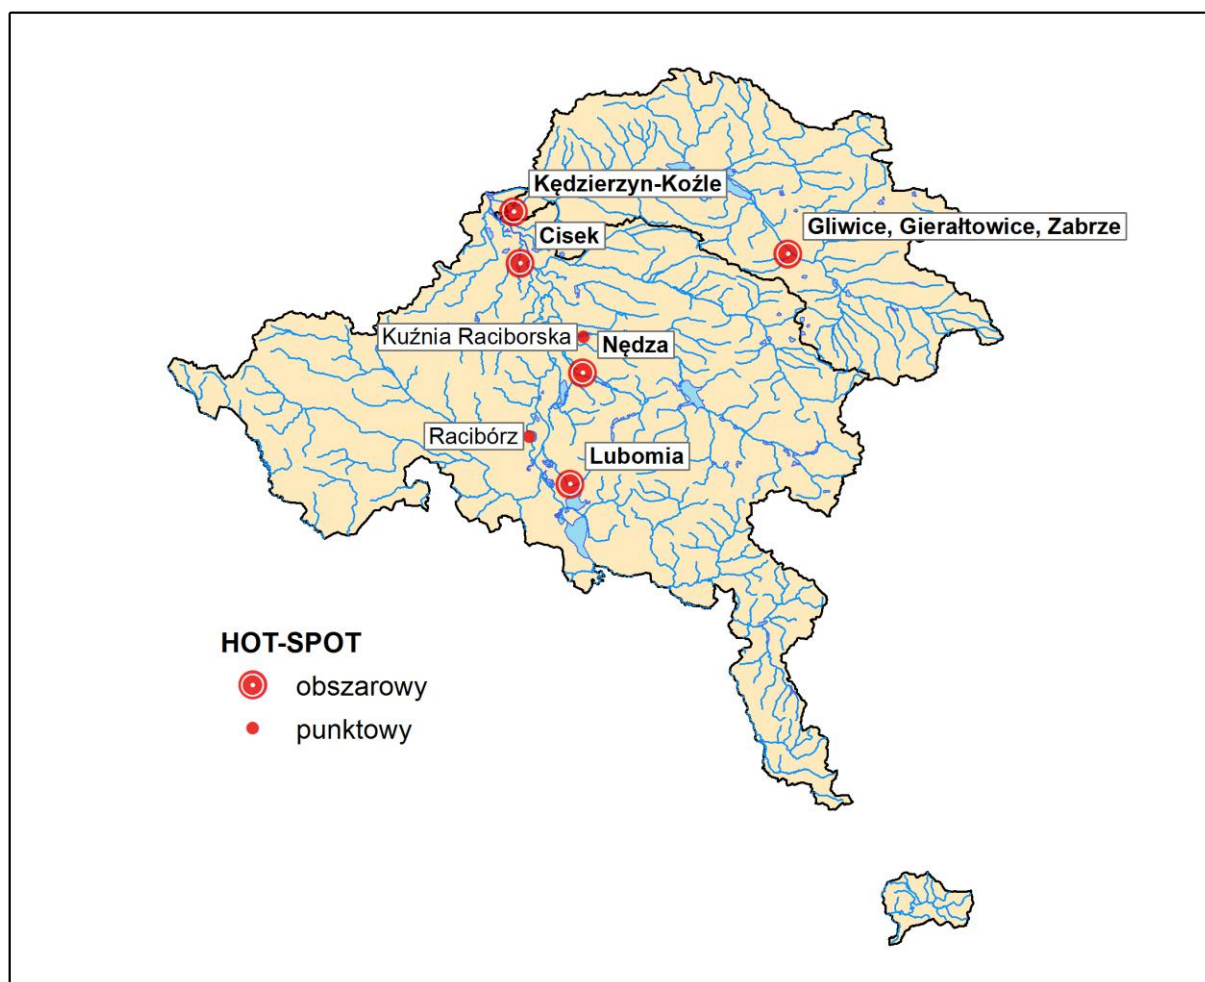 Kędzierzyn-Koźle
Gliwice, Gierałtowice, Zabrze
Cisek
Kuźnia Raciborska
Nędza
Racibórz
Lubomia
HOT-SPOT
obszarowy
punktowy